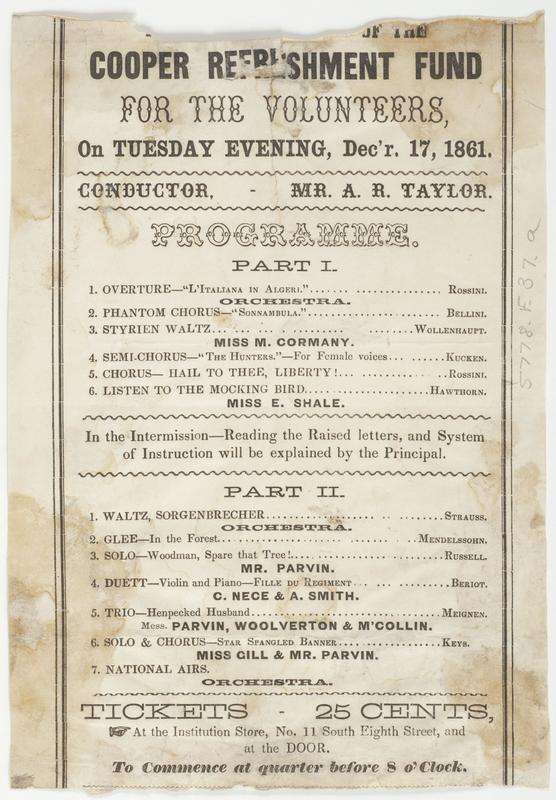 OF THE
COOPER REFRESHMENT FUND
FOR THE VOLUNTEERS,
On TUESDAY EVENING, Dec'r. 17, 1861.
CONDUCTOR, - MR. A. R. TAYLOR.
PROGRAMME.
PART I.
1. OVERTURE—"L'Italiana in Algeri."...... .................. Rossini.
ORCHESTRA.
2. PHANTOM CHORUS—"Sonnambula."........................... Bellini.
3. STYRIEN WALTZ... .. ... .. ........ ........Wollenhaupt.
MISS M. CORMANY.
4. SEMI-CHORUS—"The Hunters."—For Female voices... .......Kucken.
5. CHORUS— HAIL TO THEE, LIBERTY!... ....................Rossini.
6. LISTEN TO THE MOCKING BIRD.........................Hawthorn.
MISS E. SHALE.
In the Intermission—Reading the Raised letters, and System
of Instruction will be explained by the Principal.
PART II.
1. WALTZ, SORGENBRECHER.............. ..... .. .......Strauss.
ORCHESTRA.
2. GLEE—In the Forest........................ .. .......Mendelssohn.
3. SOLO—Woodman, Spare that Tree!..........................Russell.
MR. PARVIN.
4. DUETT—Violin and Piano—Fille du Regiment... ... ..........Beriot.
C. NECE & A. SMITH.
5. TRIO—Henpecked Husband..............................Meignen.
Mess. PARVIN, WOOLVERTON & M'COLLIN.
6. SOLO & CHORUS—Star Spangled Banner....................Keys.
MISS GILL & MR. PARVIN.
7. NATIONAL AIRS.
ORCHESTRA.
TICKETS - 25 CENTS,
☞ At the Institution Store, No. 11 South Eighth Street, and
at the DOOR.
To Commence at quarter before 8 o'Clock.
5778.F.87.a